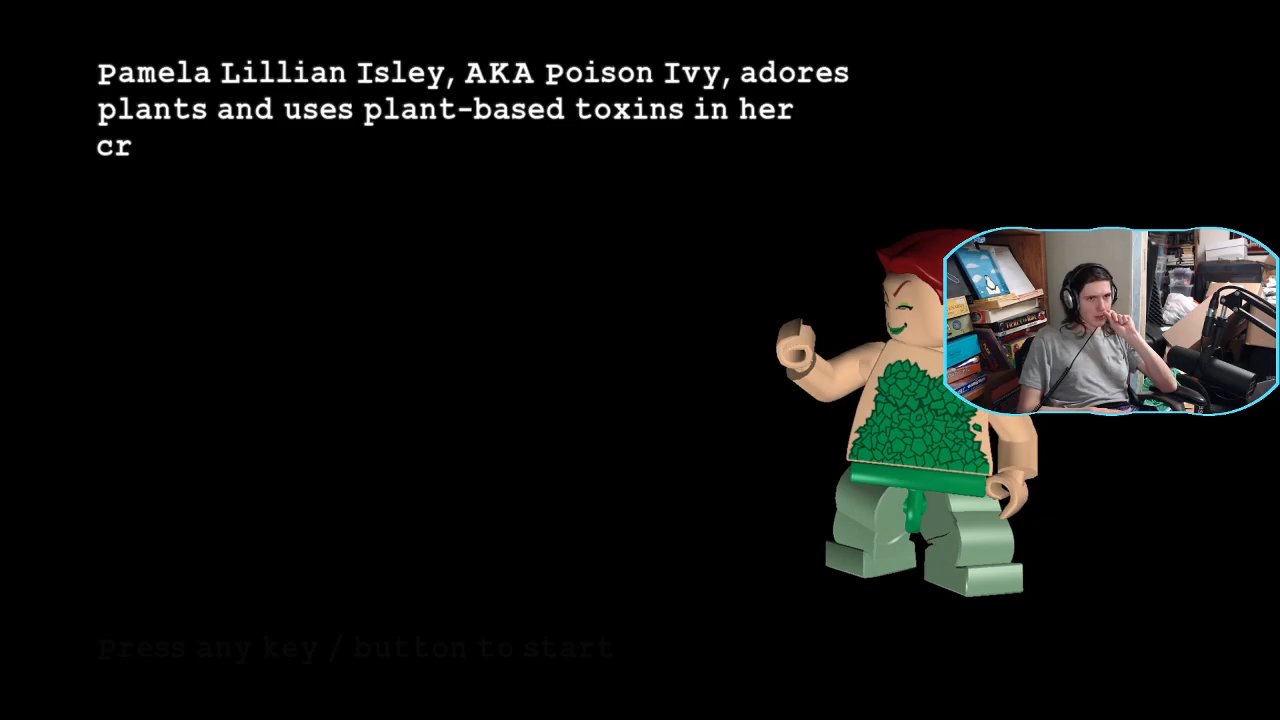 Pamela Lillian Isley, AKA Poison Ivy, adores
plants and uses plant-based toxins in her
cr
Press any key / button to start